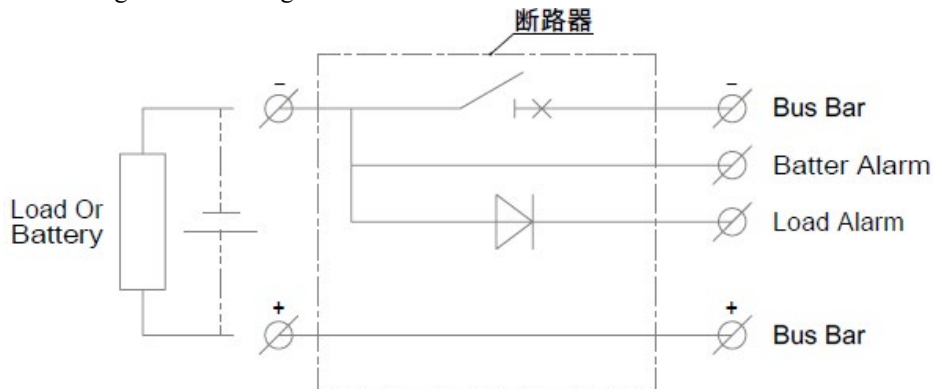 断路器
− −
Bus Bar
Batter Alarm
Load Or
Battery
Load Alarm
+ +
Bus Bar